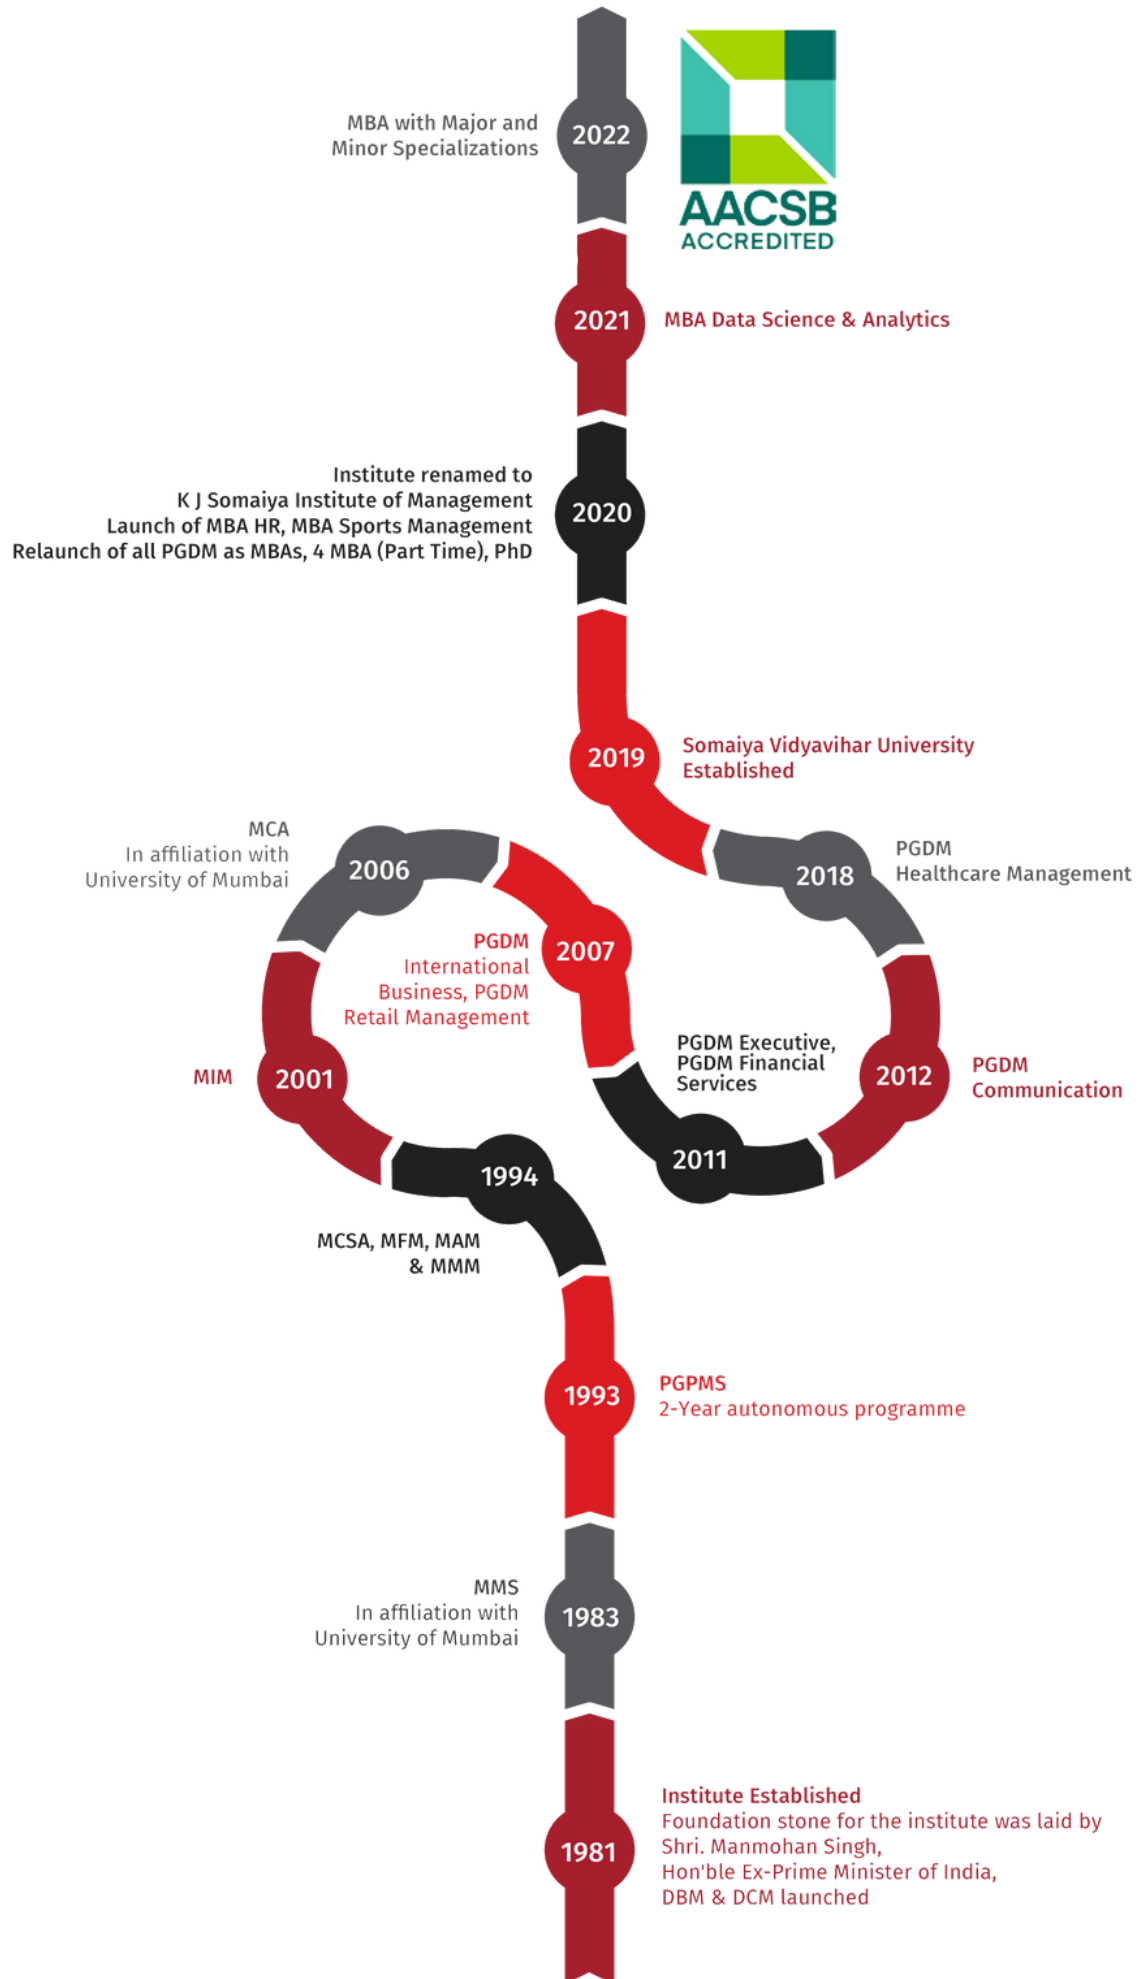 MBA with Major and
Minor Specializations
2022
AACSB
ACCREDITED
2021
MBA Data Science & Analytics
Institute renamed to
K J Somaiya Institute of Management
Launch of MBA HR, MBA Sports Management
Relaunch of all PGDM as MBAs, 4 MBA (Part Time), PhD
2020
2019
Somaiya Vidyavihar University
Established
MCA
In affiliation with
University of Mumbai
2006
2018
PGDM
Healthcare Management
PGDM
International
Business, PGDM
Retail Management
2007
PGDM Executive,
PGDM Financial
Services
2011
2012
PGDM
Communication
MIM
2001
1994
MCSA, MFM, MAM
& MMM
1993
PGPMS
2-Year autonomous programme
MMS
In affiliation with
University of Mumbai
1983
1981
Institute Established
Foundation stone for the institute was laid by
Shri. Manmohan Singh,
Hon'ble Ex-Prime Minister of India,
DBM & DCM launched